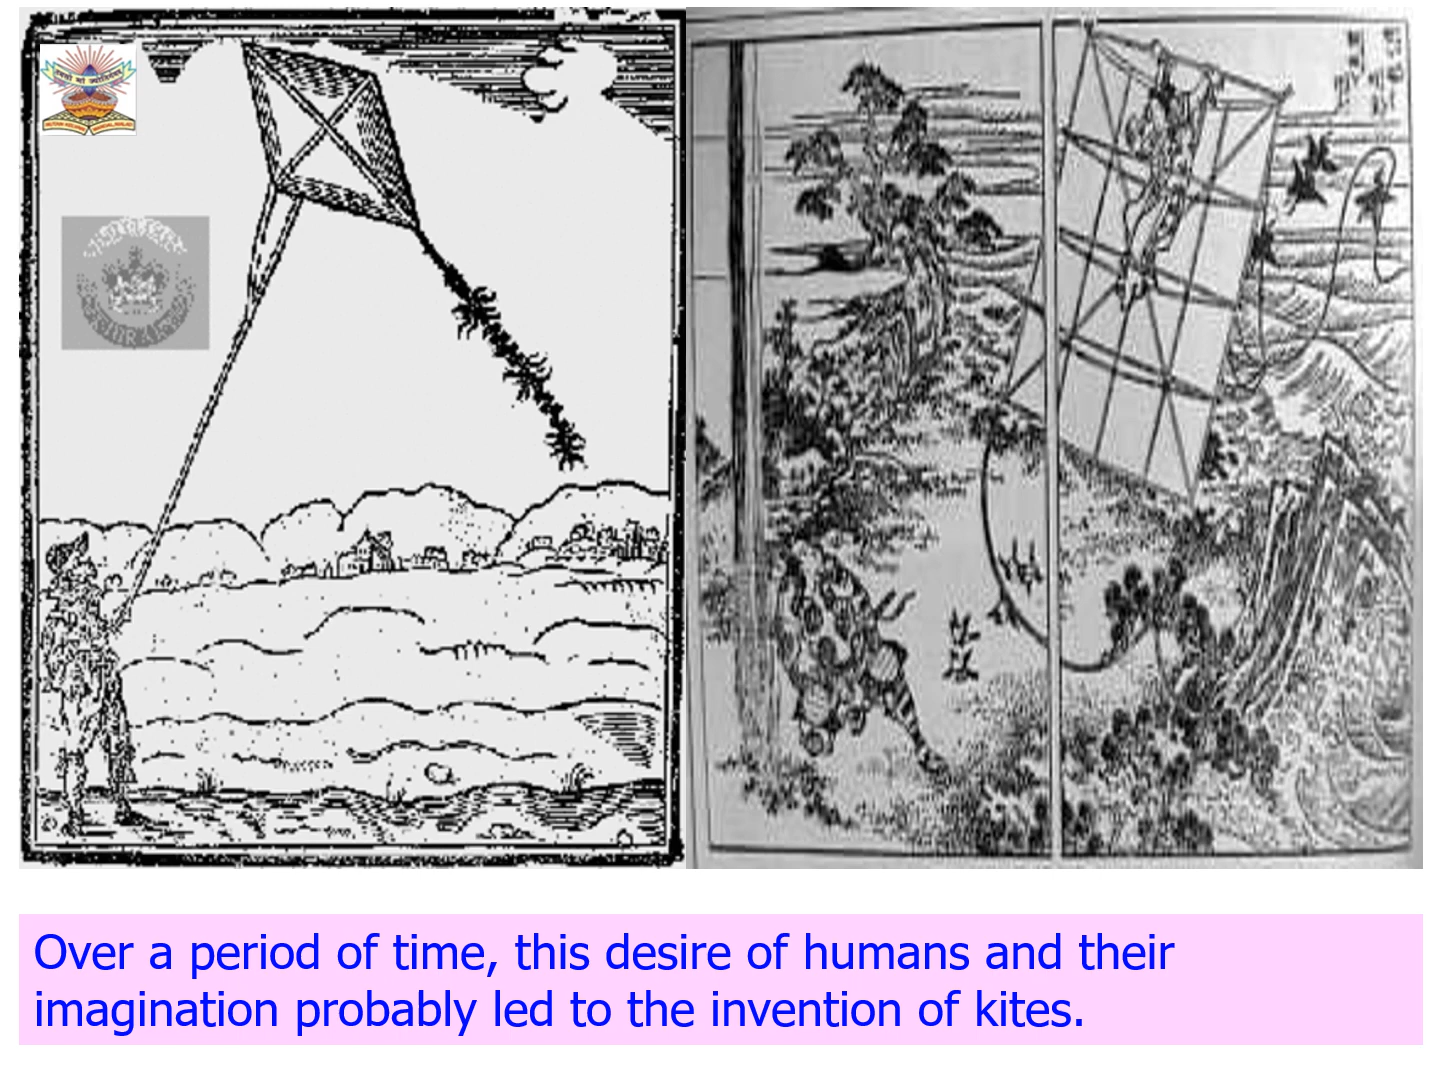 Over a period of time, this desire of humans and their
imagination probably led to the invention of kites.